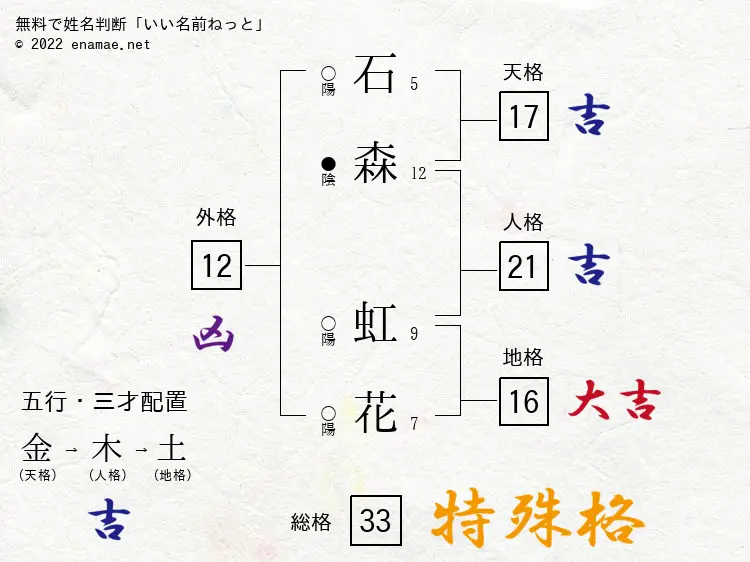 無料で姓名判断「いい名前ねっと」
© 2022 enamae.net
天格
17 吉
○
陽
石 5
●
陰
森 12
人格
21 吉
外格
12
凶
○
陽
虹 9
地格
16 大吉
○
陽
花 7
五行・三才配置
金→木→土
(天格) (人格) (地格)
吉
総格 33 特殊格